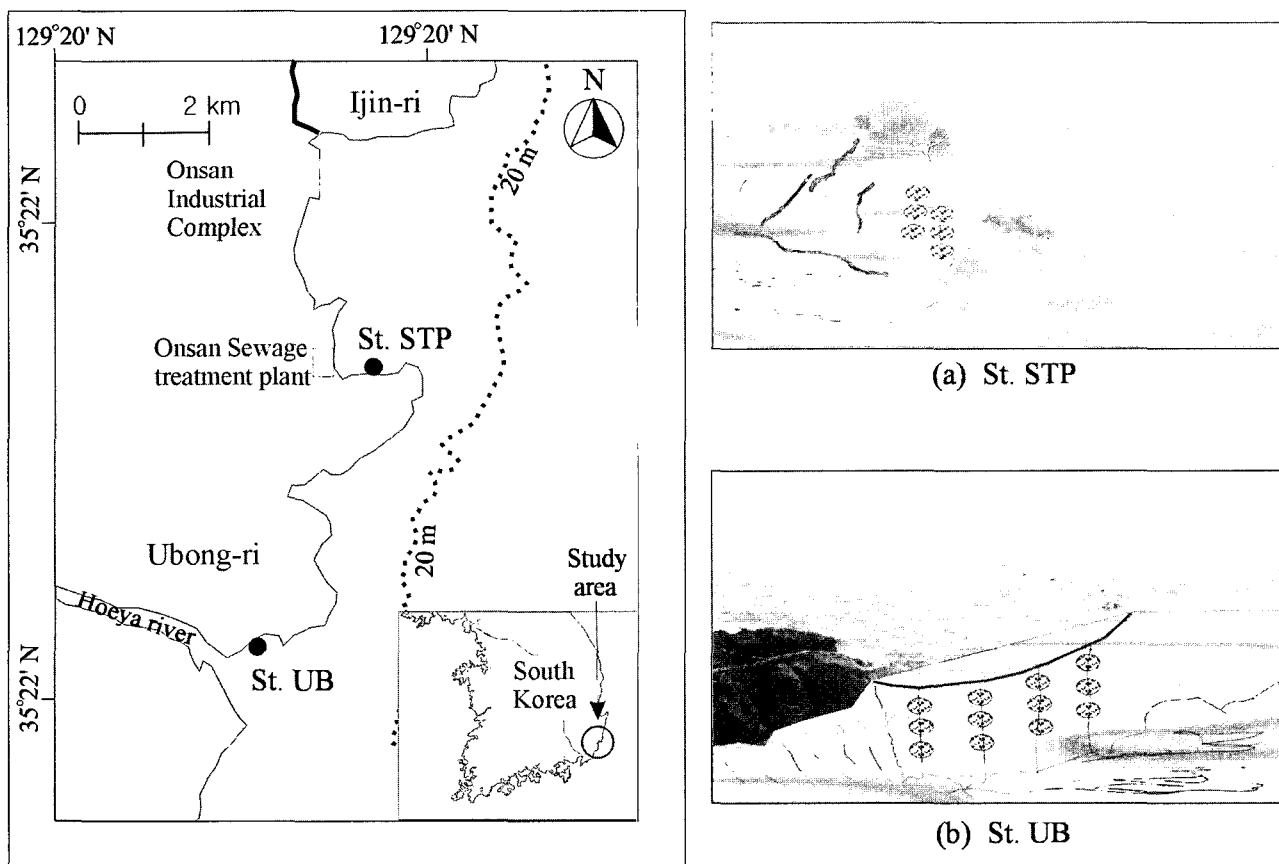 129°20' N
129°20' N
0 2 km
Ijin-ri
N
Onsan
Industrial
Complex
20 m
35°22' N
St. STP
Onsan Sewage
treatment plant
20 m
Ubong-ri
Study
area
Hoeya river
St. UB
South
Korea
35°22' N
(a) St. STP
(b) St. UB